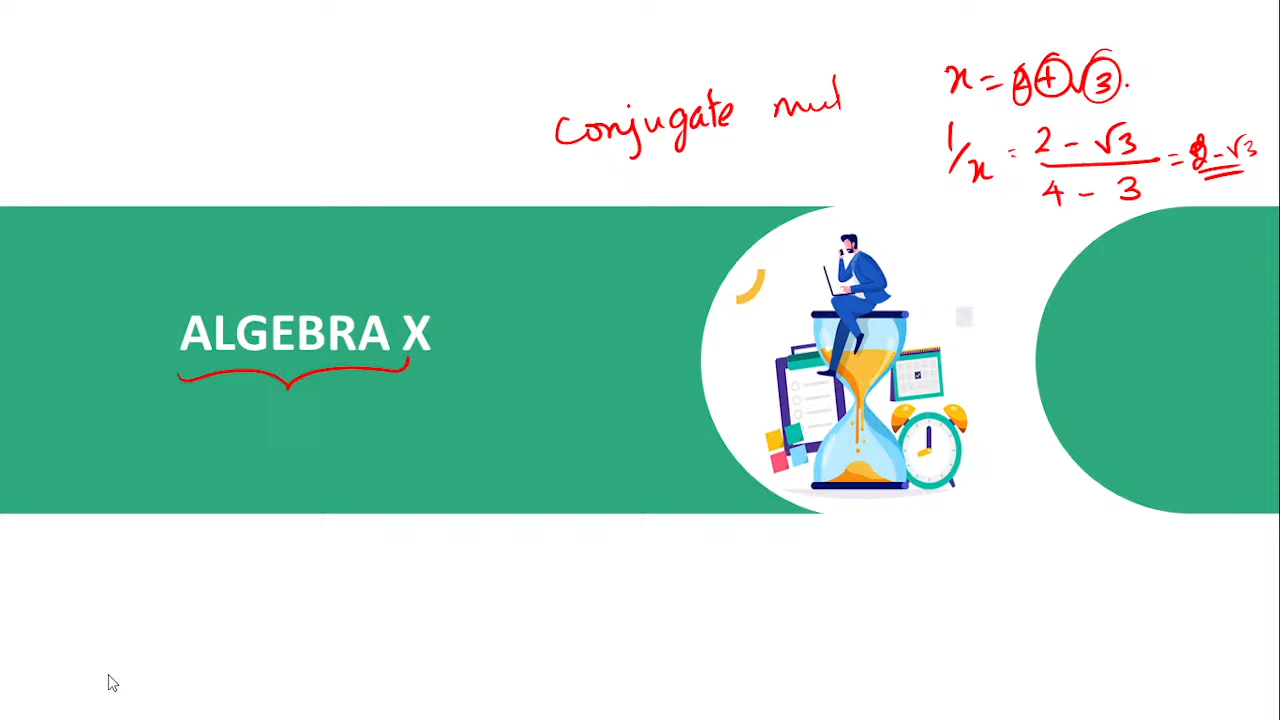 Conjugate mul
x = 2 + √3.
1/x = 2 - √3 / 4 - 3 = 2 - √3
ALGEBRA X